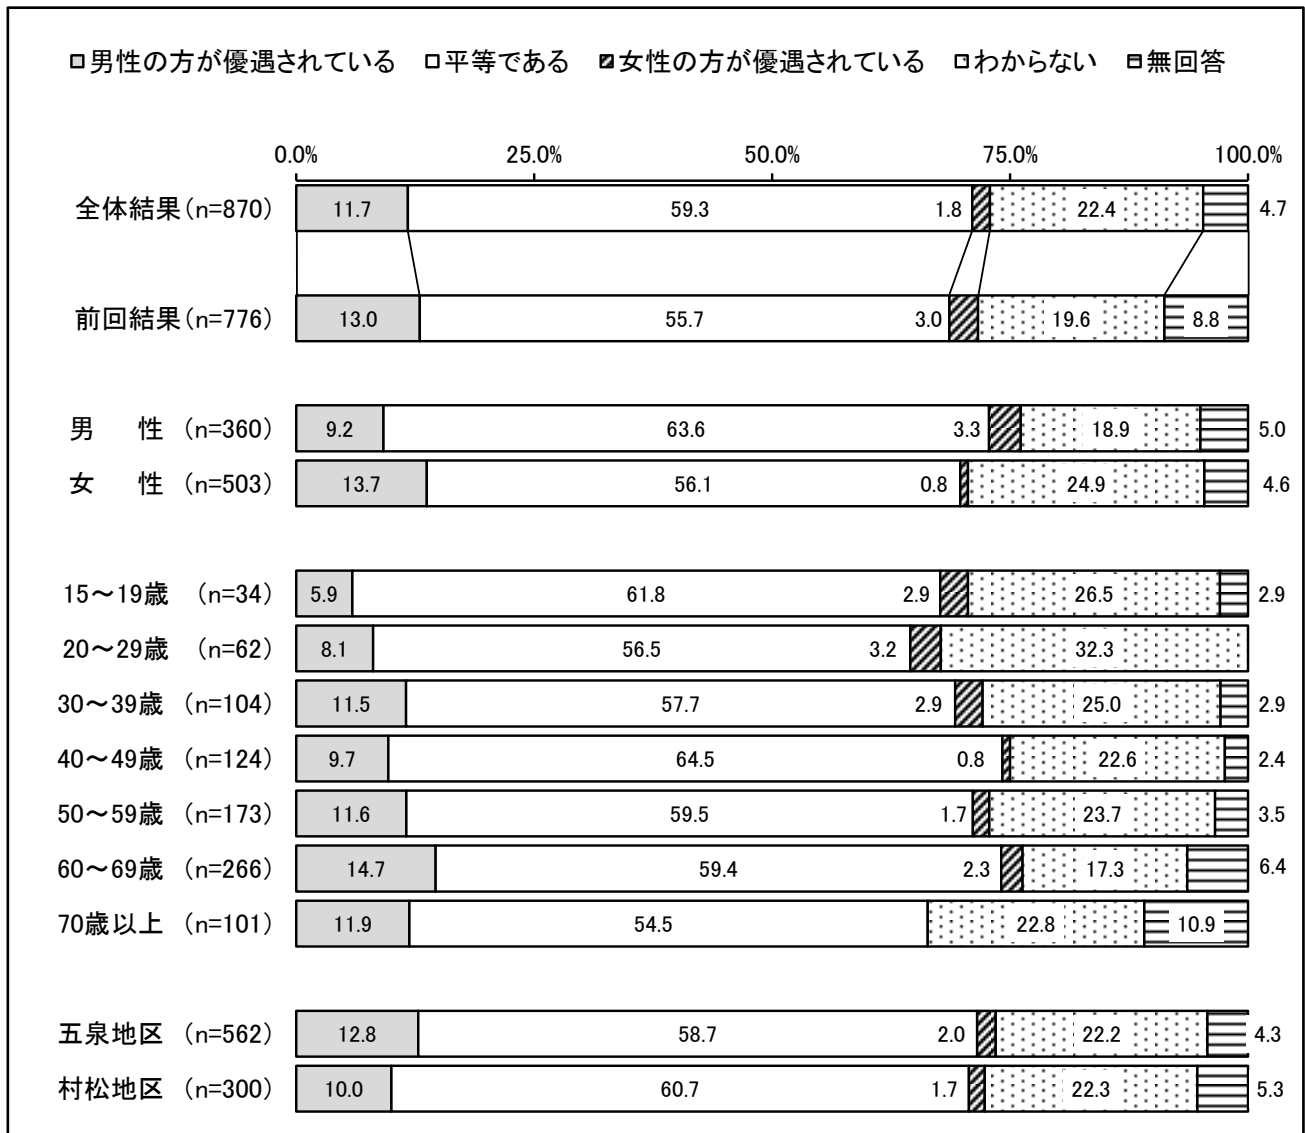 男性の方が優遇されている 平等である 女性の方が優遇されている わからない 無回答
0.0% 25.0% 50.0% 75.0% 100.0%
全体結果(n=870) 11.7 59.3 1.8 22.4 4.7
前回結果(n=776) 13.0 55.7 3.0 19.6 8.8
男 性 (n=360) 9.2 63.6 3.3 18.9 5.0
女 性 (n=503) 13.7 56.1 0.8 24.9 4.6
15～19歳 (n=34) 5.9 61.8 2.9 26.5 2.9
20～29歳 (n=62) 8.1 56.5 3.2 32.3
30～39歳 (n=104) 11.5 57.7 2.9 25.0 2.9
40～49歳 (n=124) 9.7 64.5 0.8 22.6 2.4
50～59歳 (n=173) 11.6 59.5 1.7 23.7 3.5
60～69歳 (n=266) 14.7 59.4 2.3 17.3 6.4
70歳以上 (n=101) 11.9 54.5 22.8 10.9
五泉地区 (n=562) 12.8 58.7 2.0 22.2 4.3
村松地区 (n=300) 10.0 60.7 1.7 22.3 5.3